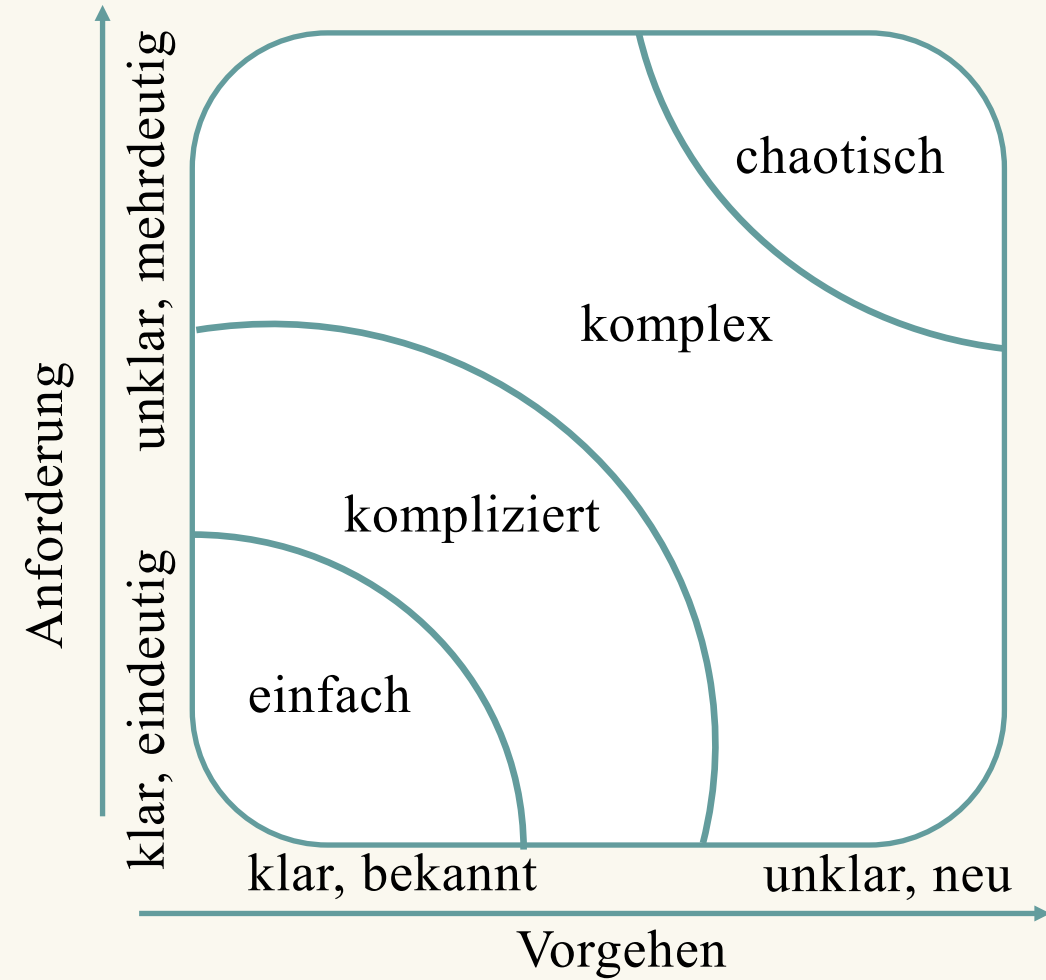 Anforderung
unklar, mehrdeutig
klar, eindeutig
chaotisch
komplex
kompliziert
einfach
klar, bekannt
unklar, neu
Vorgehen